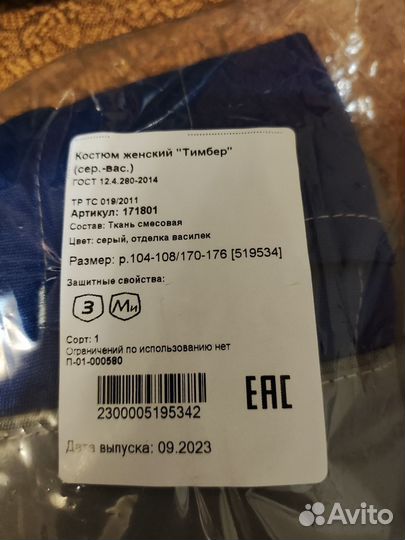 Костюм женский "Тимбер"
(сер.-вас.)
ГОСТ 12.4.280-2014
ТР ТС 019/2011
Артикул: 171801
Состав: Ткань смесовая
Цвет: серый, отделка василек
Размер: р.104-108/170-176 [519534]
Защитные свойства:
З Ми
Сорт: 1
Ограничений по использованию нет
П-01-000580
2300005195342
ЕАС
Дата выпуска: 09.2023
Avito